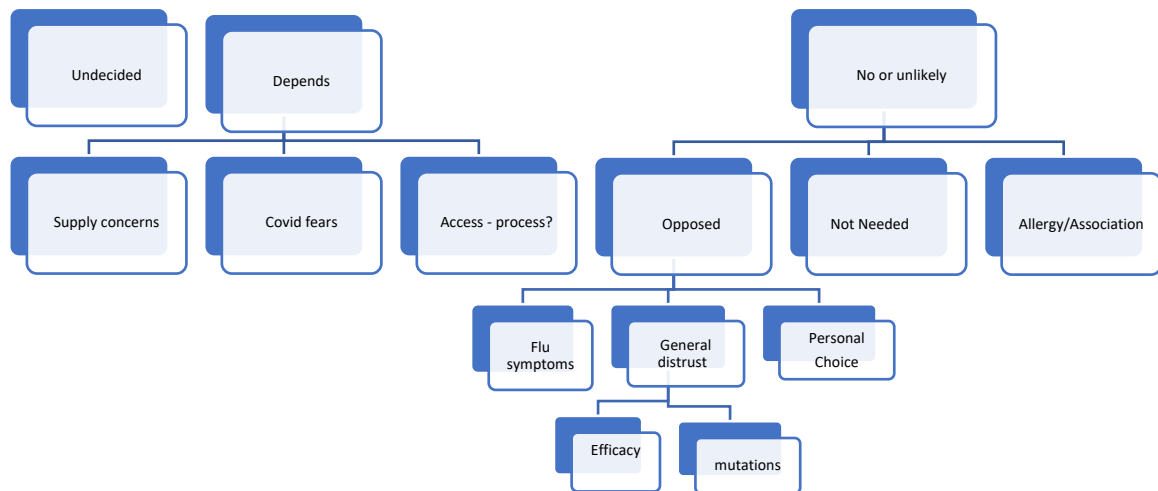 Undecided
Depends
No or unlikely
Supply concerns
Covid fears
Access - process?
Opposed
Not Needed
Allergy/Association
Flu
symptoms
General
distrust
Personal
Choice
Efficacy
mutations